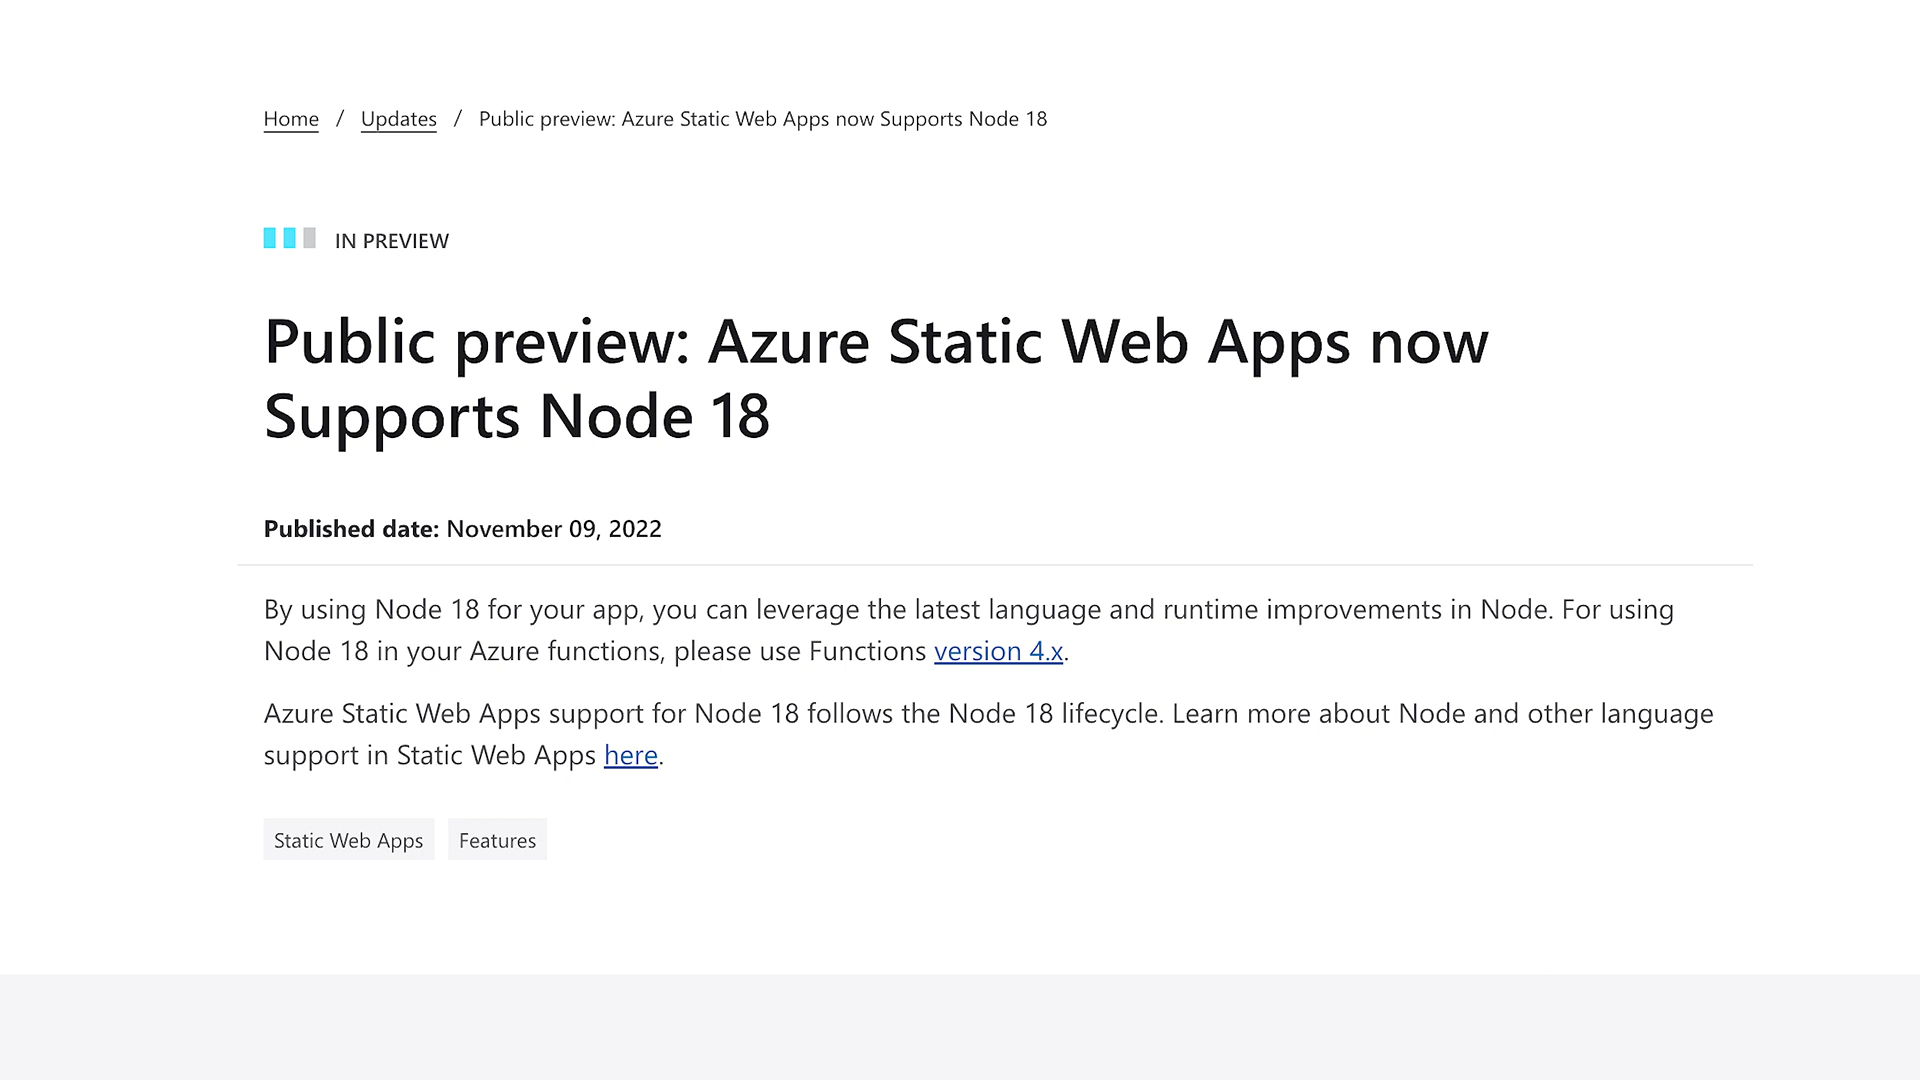 Home / Updates / Public preview: Azure Static Web Apps now Supports Node 18
IN PREVIEW
Public preview: Azure Static Web Apps now
Supports Node 18
Published date: November 09, 2022
By using Node 18 for your app, you can leverage the latest language and runtime improvements in Node. For using
Node 18 in your Azure functions, please use Functions version 4.x.
Azure Static Web Apps support for Node 18 follows the Node 18 lifecycle. Learn more about Node and other language
support in Static Web Apps here.
Static Web Apps Features